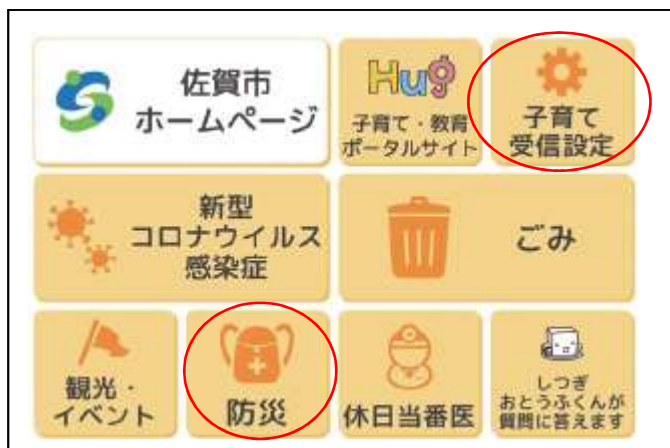 佐賀市
ホームページ
Hug
子育て・教育
ポータルサイト
子育て
受信設定
新型
コロナウイルス
感染症
ごみ
観光・
イベント
防災
休日当番医
しつぎ
おとうふくんが
質問に答えます